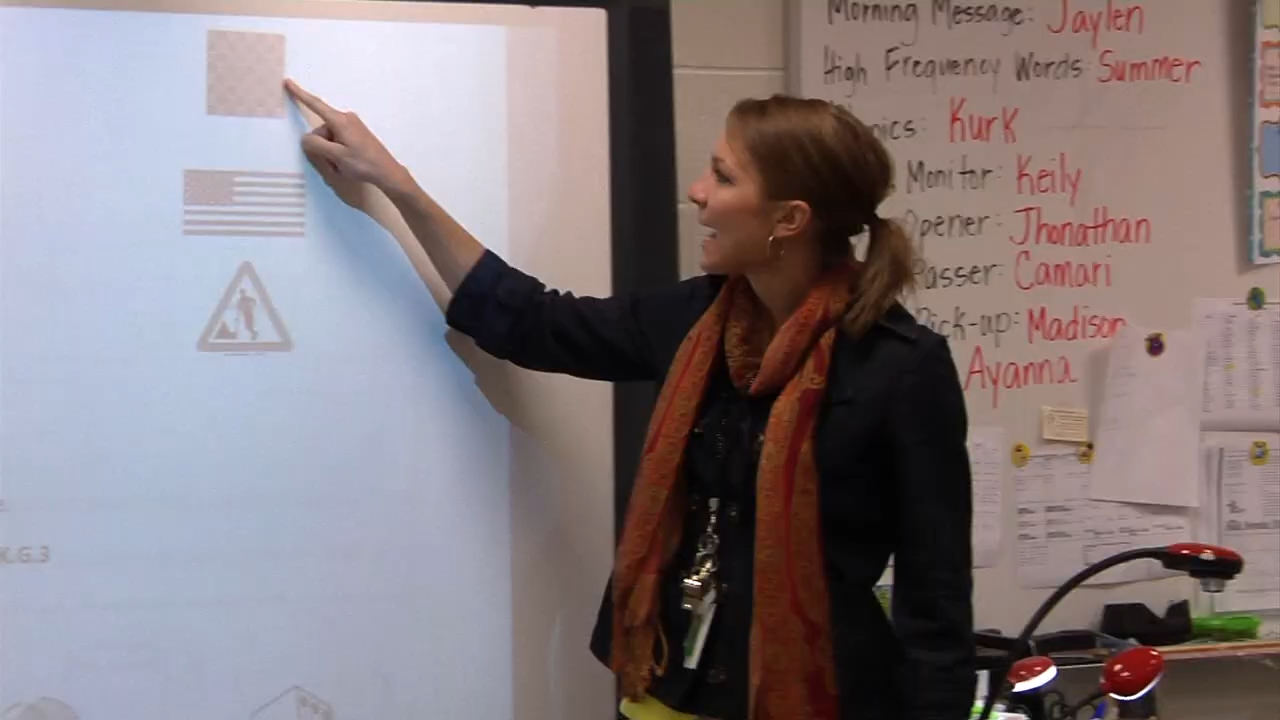 Morning Message: Jaylen
High Frequency Words: Summer
nics: Kurk
Monitor: Keily
Opener: Jhonathan
Passer: Camari
Pick-up: Madison
Ayanna
K.G.3